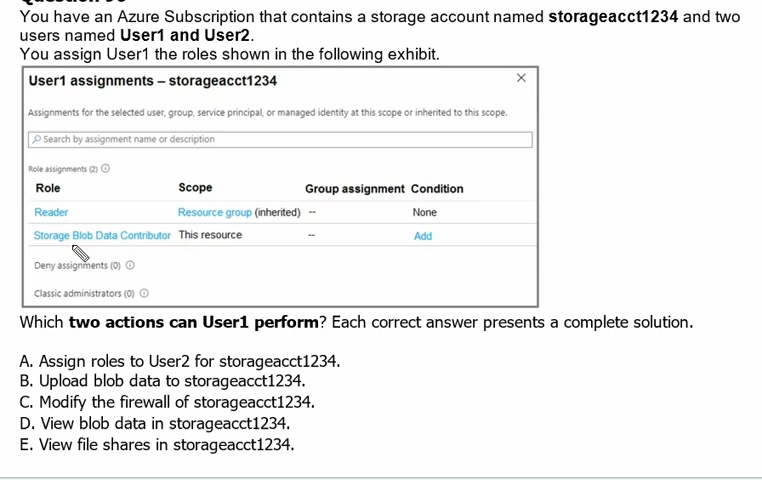 You have an Azure Subscription that contains a storage account named storageacct1234 and two
users named User1 and User2.
You assign User1 the roles shown in the following exhibit.
User1 assignments – storageacct1234
Assignments for the selected user, group, service principal, or managed identity at this scope or inherited to this scope.
Search by assignment name or description
Role assignments (2)
Role Scope Group assignment Condition
Reader Resource group (inherited) -- None
Storage Blob Data Contributor This resource -- Add
Deny assignments (0)
Classic administrators (0)
Which two actions can User1 perform? Each correct answer presents a complete solution.
A. Assign roles to User2 for storageacct1234.
B. Upload blob data to storageacct1234.
C. Modify the firewall of storageacct1234.
D. View blob data in storageacct1234.
E. View file shares in storageacct1234.